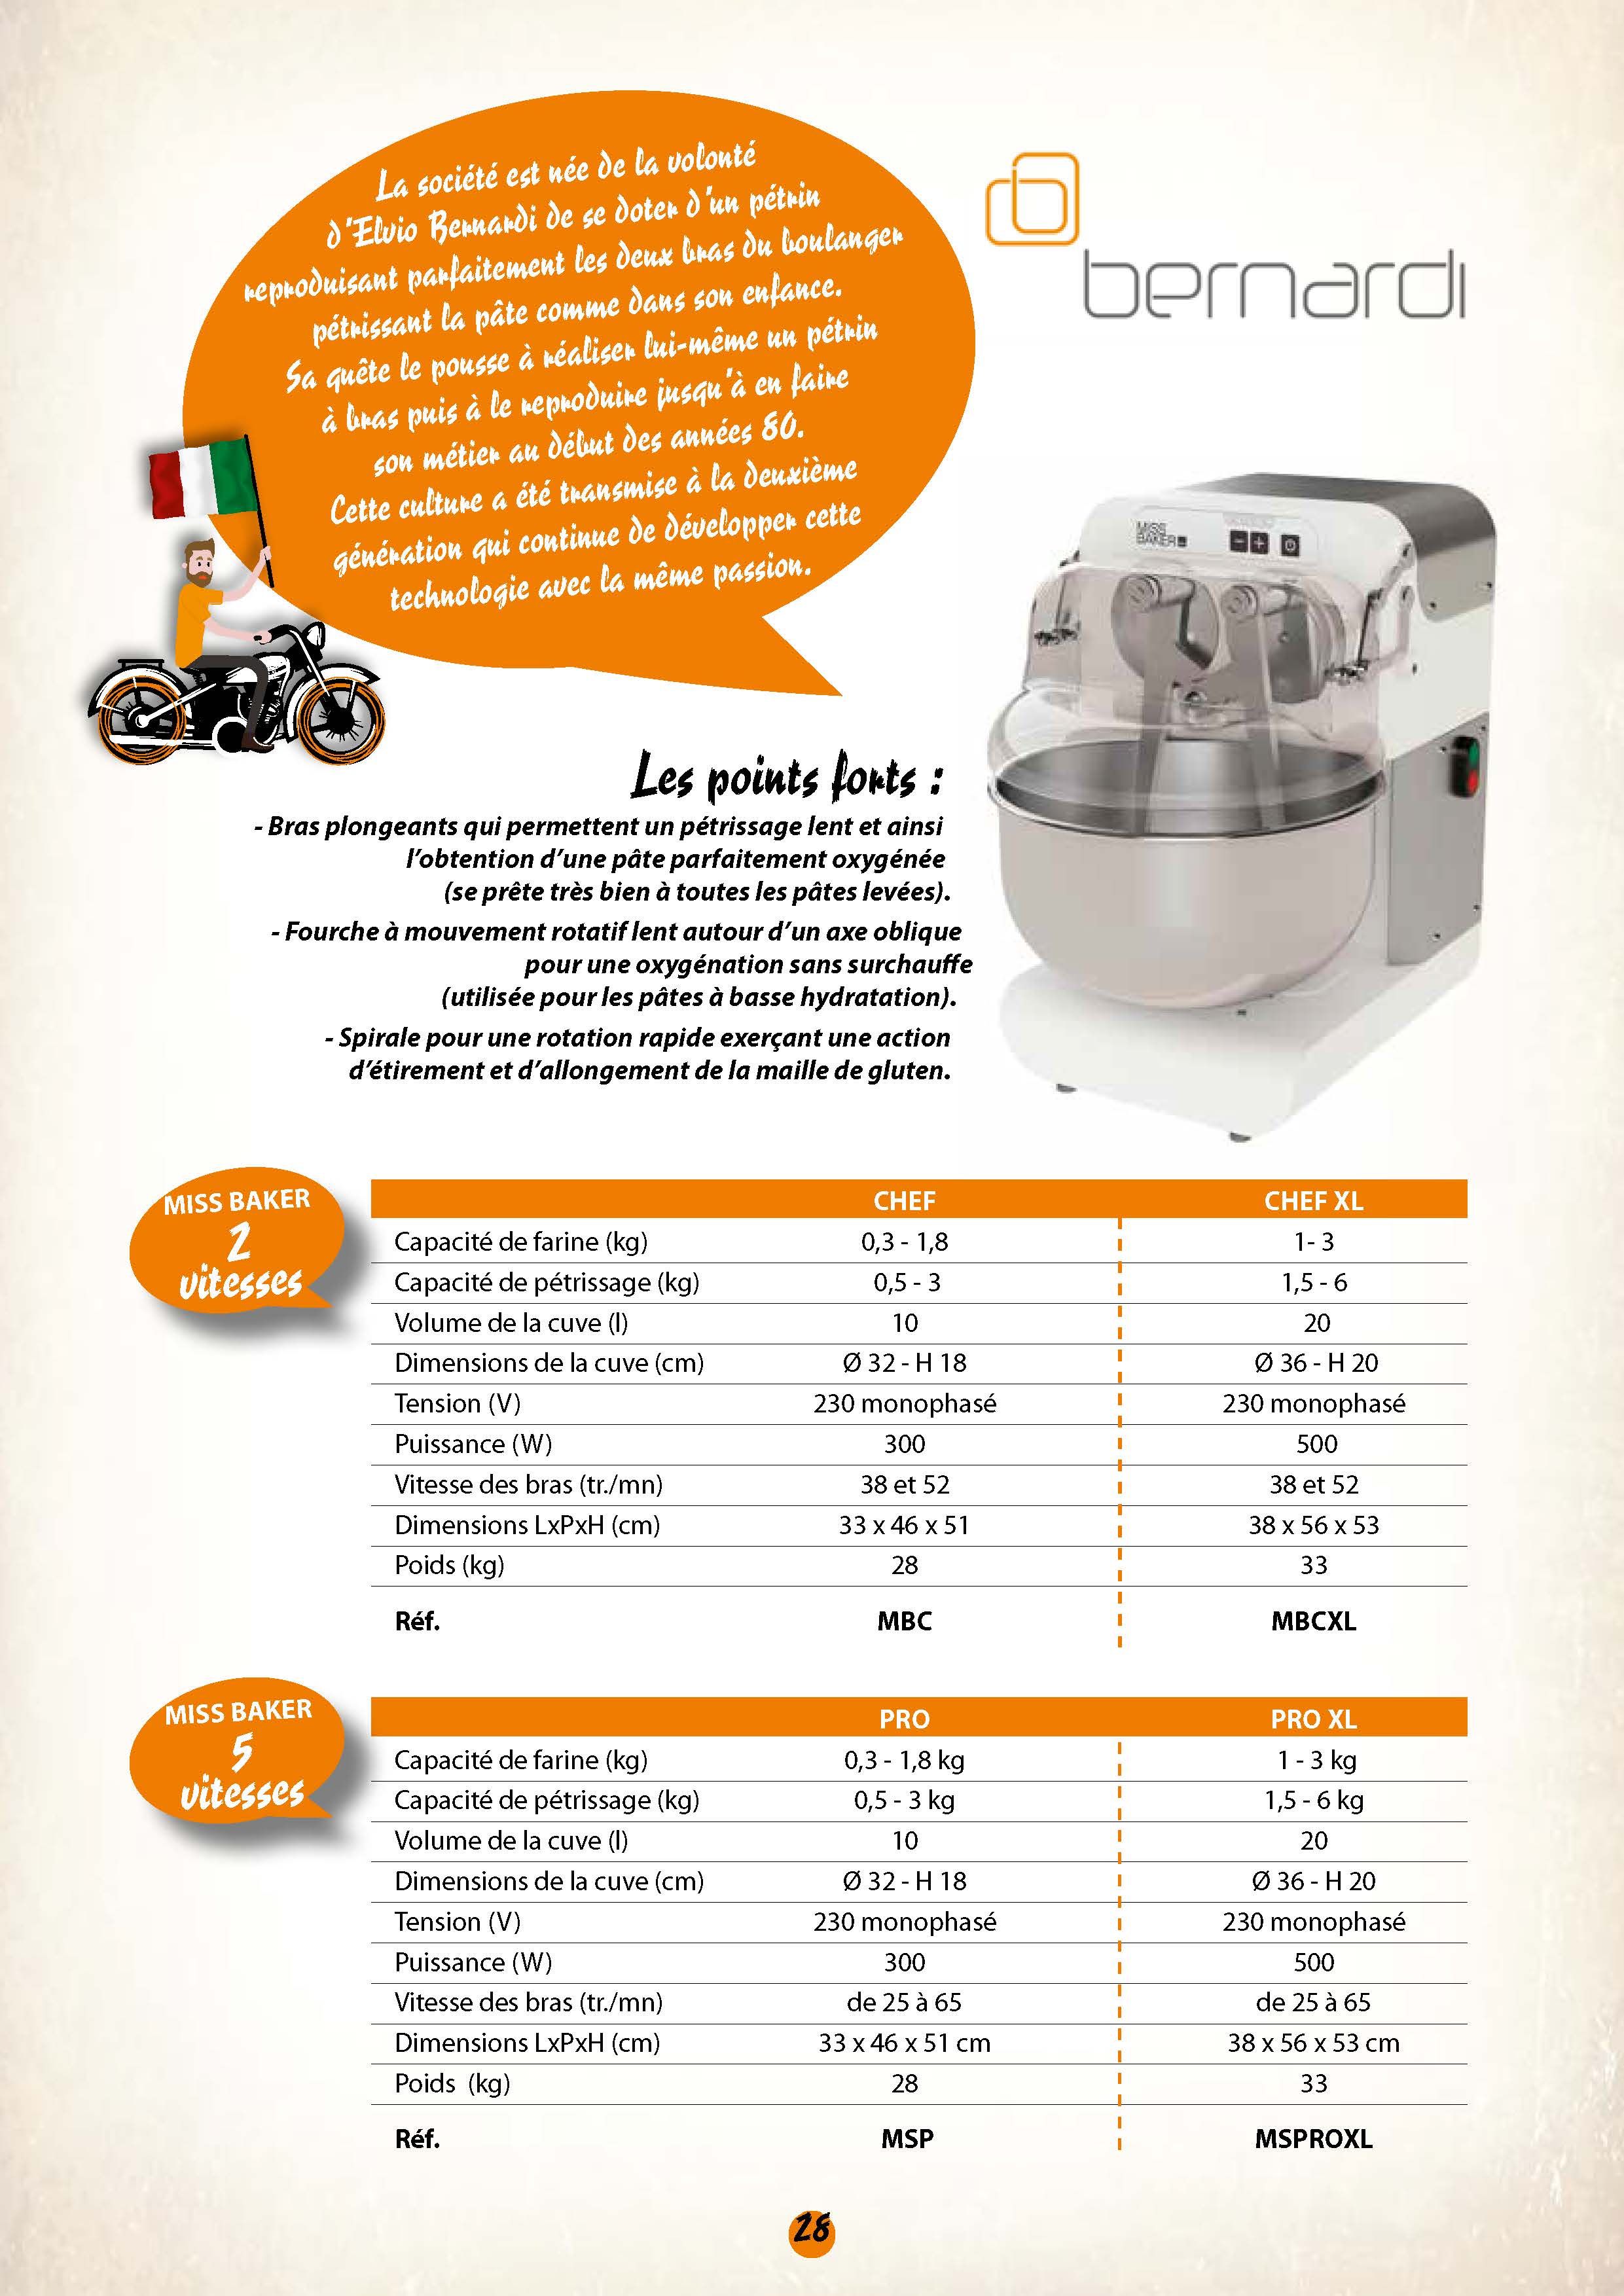 La société est née de la volonté
d'Elvio Bernardi de se doter d'un pétrin
reproduisant parfaitement les deux bras du boulanger
pétrissant la pâte comme dans son enfance.
Sa quête le pousse à réaliser lui-même un pétrin
à bras puis à le reproduire jusqu'à en faire
son métier au début des années 80.
Cette culture a été transmise à la deuxième
génération qui continue de développer cette
technologie avec la même passion.
bernardi
MISS
BAKER
- + 
Les points forts :
- Bras plongeants qui permettent un pétrissage lent et ainsi
l’obtention d’une pâte parfaitement oxygénée
(se prête très bien à toutes les pâtes levées).
- Fourche à mouvement rotatif lent autour d’un axe oblique
pour une oxygénation sans surchauffe
(utilisée pour les pâtes à basse hydratation).
- Spirale pour une rotation rapide exerçant une action
d’étirement et d’allongement de la maille de gluten.
MISS BAKER
2
vitesses
CHEF CHEF XL
Capacité de farine (kg) 0,3 - 1,8 1- 3
Capacité de pétrissage (kg) 0,5 - 3 1,5 - 6
Volume de la cuve (l) 10 20
Dimensions de la cuve (cm) Ø 32 - H 18 Ø 36 - H 20
Tension (V) 230 monophasé 230 monophasé
Puissance (W) 300 500
Vitesse des bras (tr./mn) 38 et 52 38 et 52
Dimensions LxPxH (cm) 33 x 46 x 51 38 x 56 x 53
Poids (kg) 28 33
Réf. MBC MBCXL
MISS BAKER
5
vitesses
PRO PRO XL
Capacité de farine (kg) 0,3 - 1,8 kg 1 - 3 kg
Capacité de pétrissage (kg) 0,5 - 3 kg 1,5 - 6 kg
Volume de la cuve (l) 10 20
Dimensions de la cuve (cm) Ø 32 - H 18 Ø 36 - H 20
Tension (V) 230 monophasé 230 monophasé
Puissance (W) 300 500
Vitesse des bras (tr./mn) de 25 à 65 de 25 à 65
Dimensions LxPxH (cm) 33 x 46 x 51 cm 38 x 56 x 53 cm
Poids (kg) 28 33
Réf. MSP MSPROXL
28